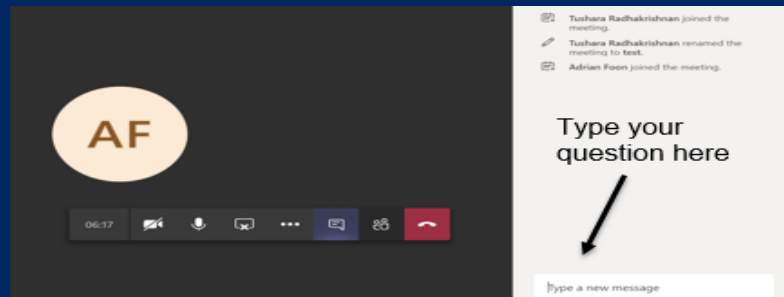 AF
06:17
Tushara Radhakrishnan joined the
meeting.
Tushara Radhakrishnan renamed the
meeting to test.
Adrian Foon joined the meeting.
Type your
question here
Type a new message